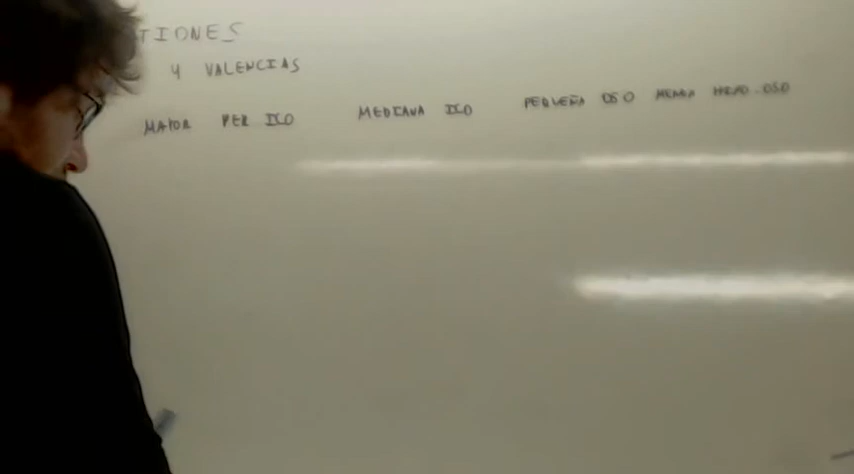 TIONES
4 VALENCIAS
MAYOR PER ICO MEDIANA ICO PEQUEÑA OSO MENOR HIPO-OSO